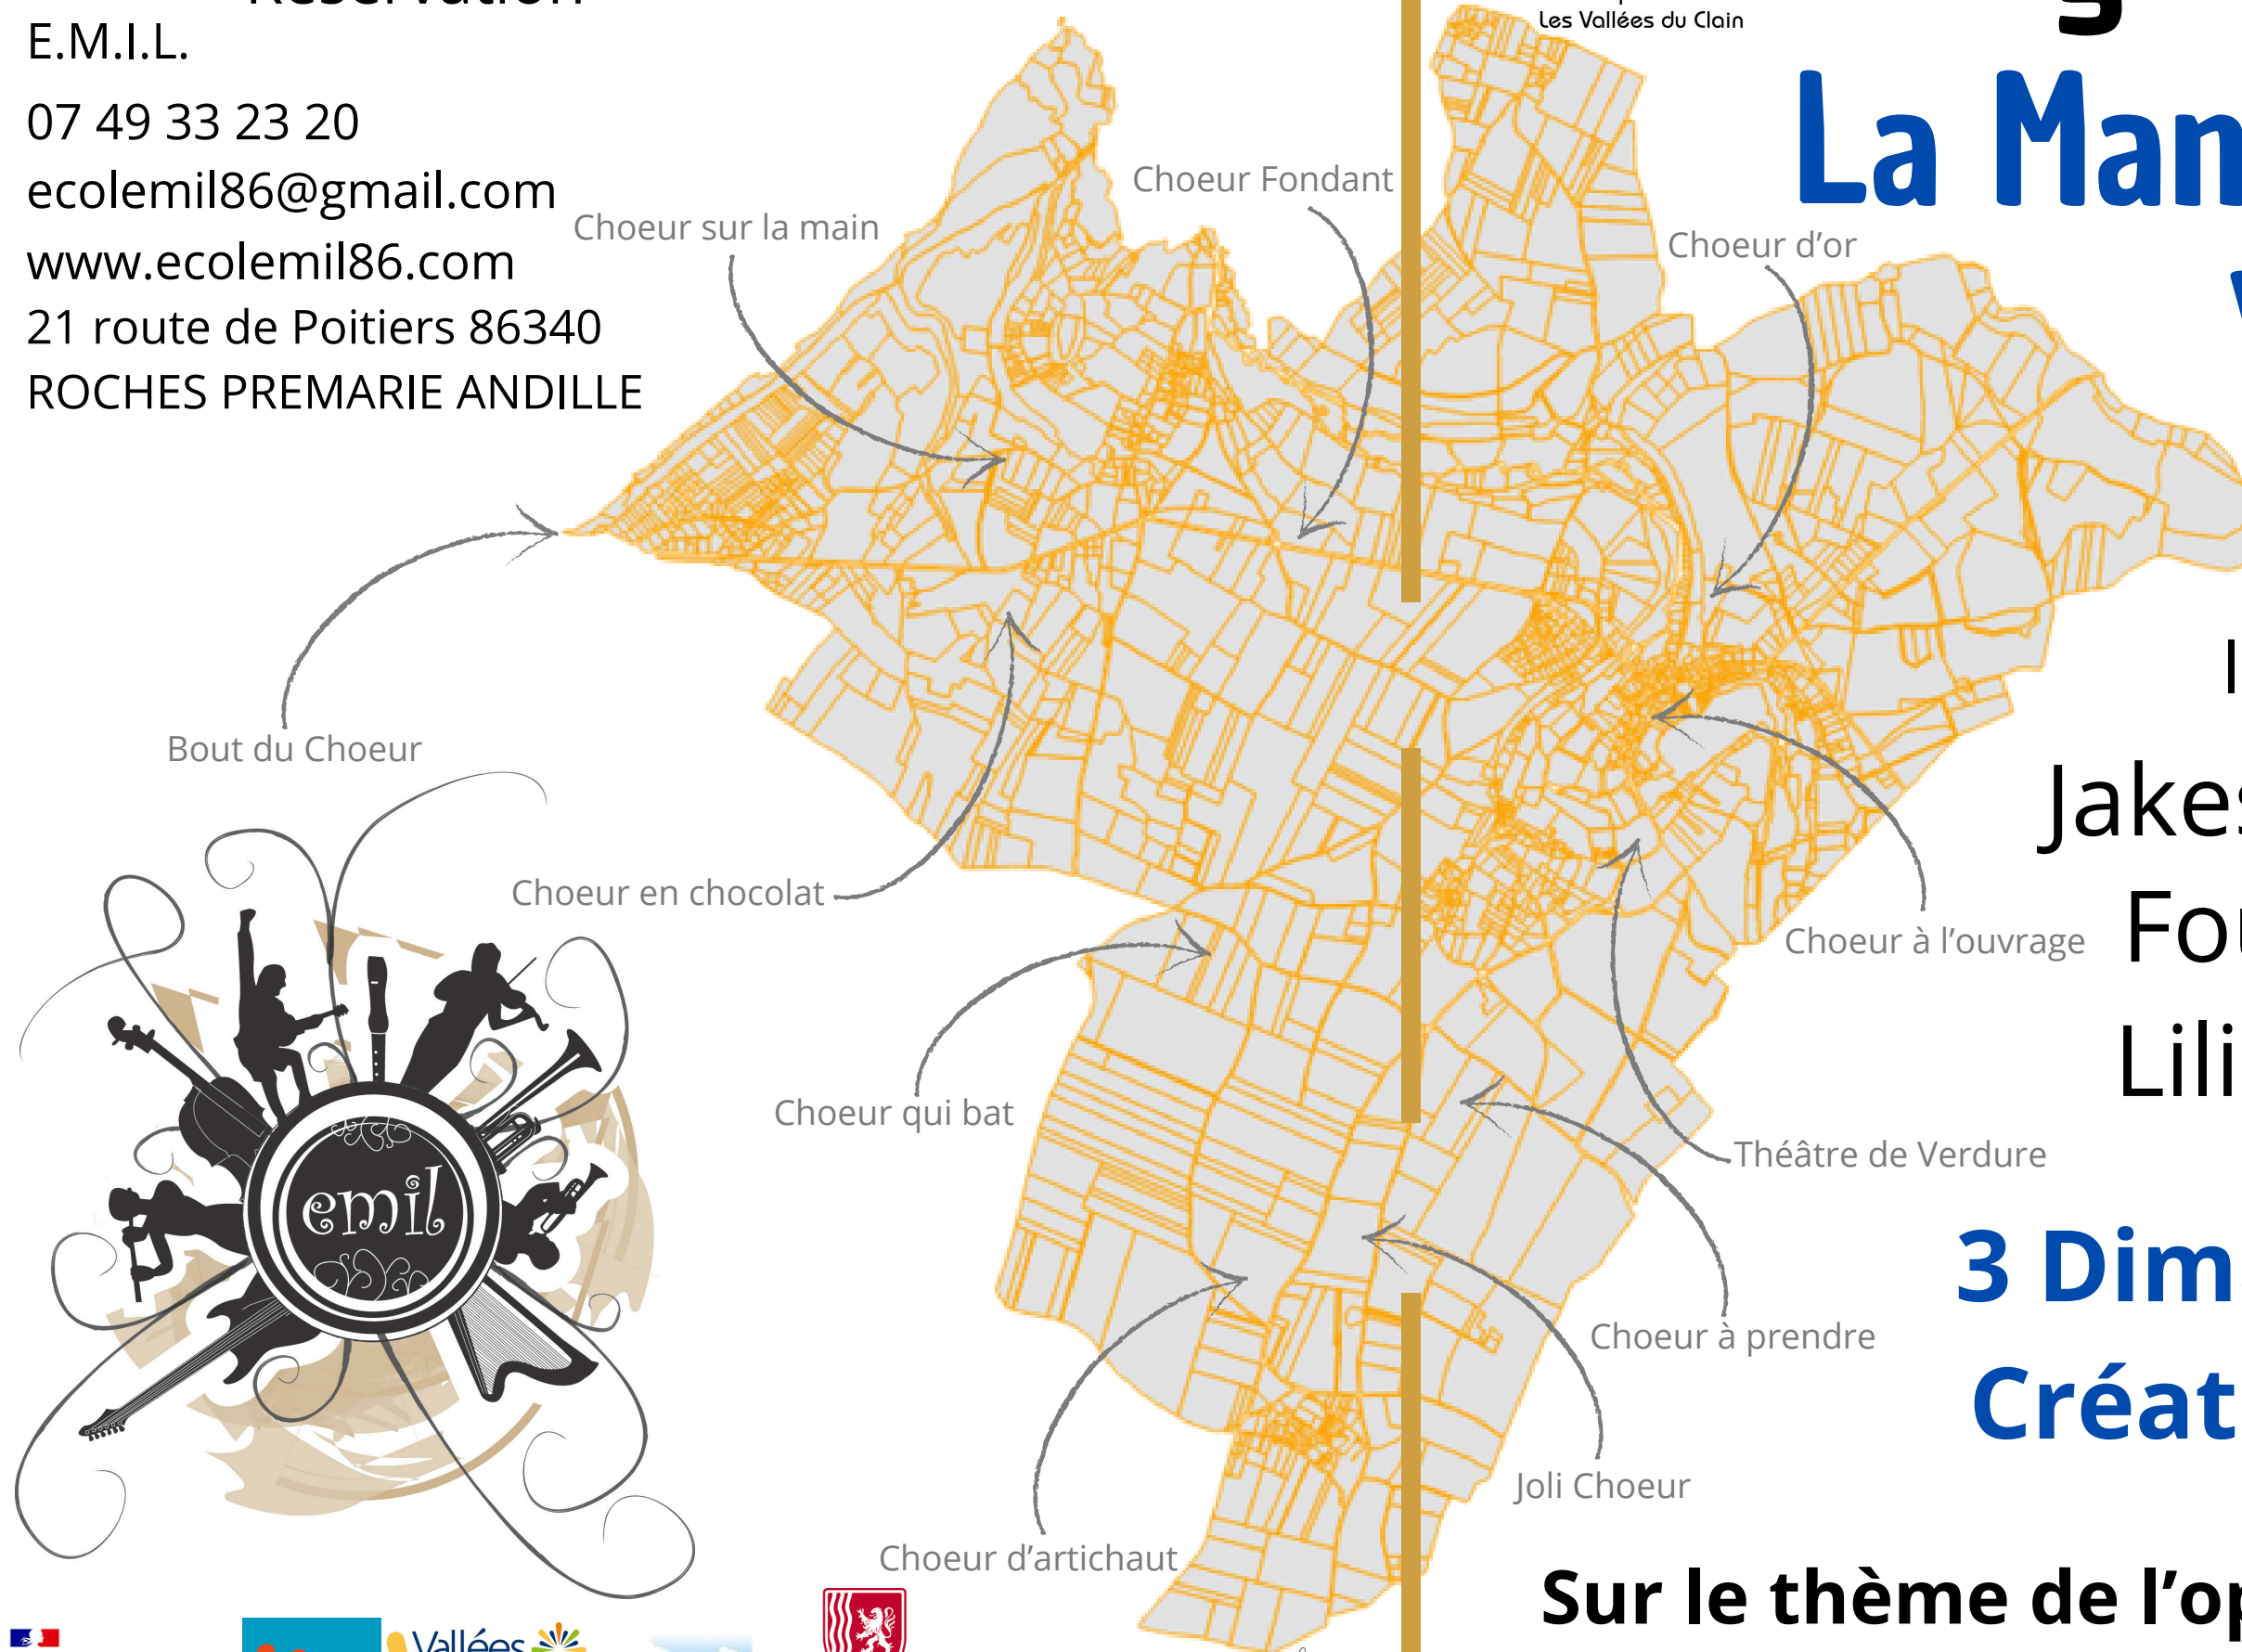 Réservation
E.M.I.L.
07 49 33 23 20
ecolemil86@gmail.com
www.ecolemil86.com
21 route de Poitiers 86340
ROCHES PREMARIE ANDILLE
Les Vallées du Clain
La Man
Choeur Fondant
Choeur sur la main
Choeur d'or
Bout du Choeur
Jakes
Choeur en chocolat
Choeur à l'ouvrage
Fou
Lili
Choeur qui bat
Théâtre de Verdure
emil
3 Dim
Choeur à prendre
Créat
Joli Choeur
Choeur d'artichaut
Sur le thème de l'op
Vallées